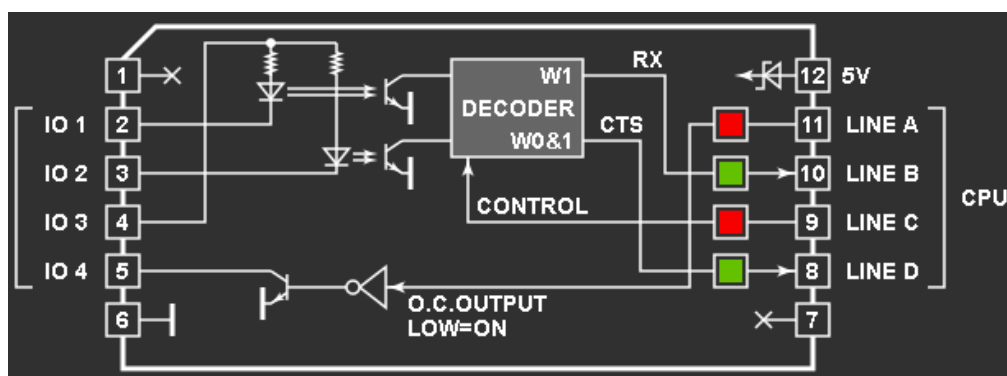 1
W1
RX
12
5V
IO 1
2
DECODER
11
LINE A
W0&1
CTS
IO 2
3
10
LINE B
CPU
IO 3
4
CONTROL
9
LINE C
IO 4
5
8
LINE D
O.C.OUTPUT
LOW=ON
6
7